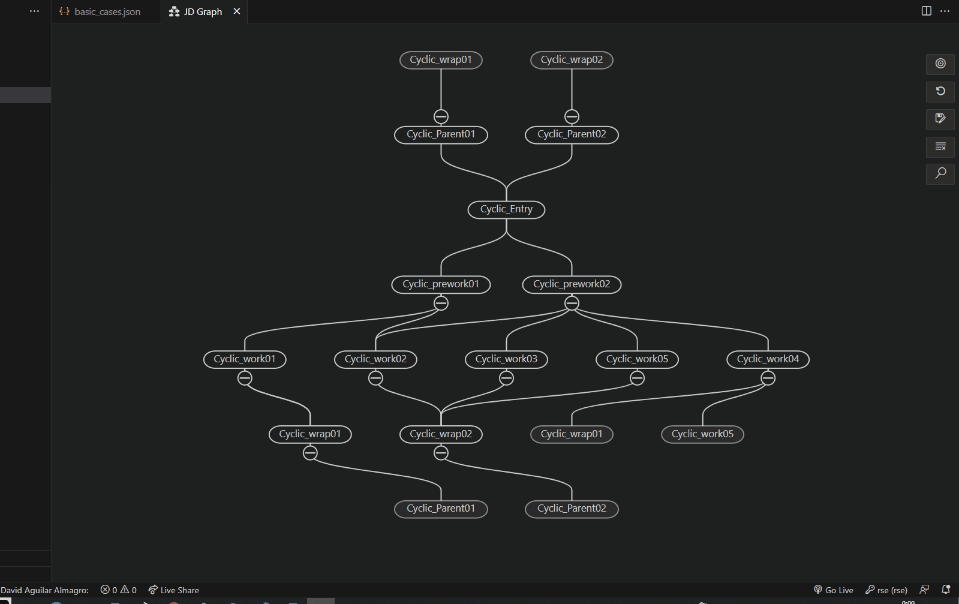 {} basic_cases.json
JD Graph
Cyclic_wrap01
Cyclic_wrap02
Cyclic_Parent01
Cyclic_Parent02
Cyclic_Entry
Cyclic_prework01
Cyclic_prework02
Cyclic_work01
Cyclic_work02
Cyclic_work03
Cyclic_work05
Cyclic_work04
Cyclic_wrap01
Cyclic_wrap02
Cyclic_wrap01
Cyclic_work05
Cyclic_Parent01
Cyclic_Parent02
David Aguilar Almagro:
0
0
Live Share
Go Live
rse (rse)